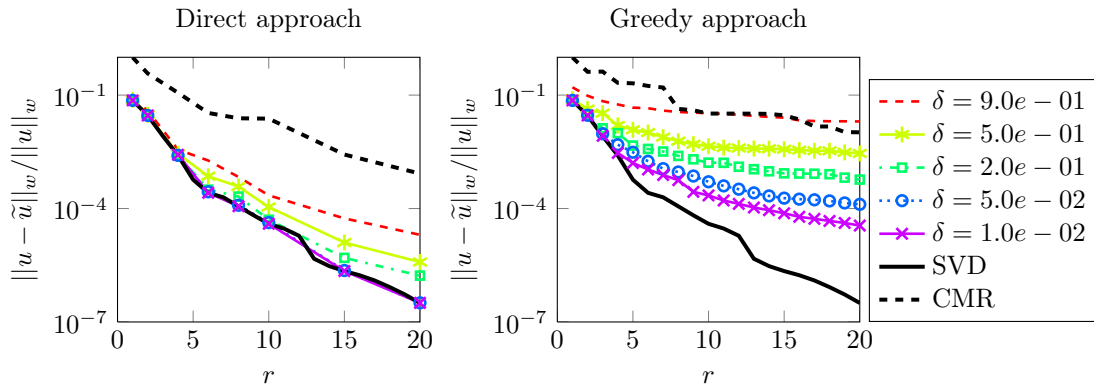 Direct approach
Greedy approach
||u − ũ||_w/||u||_w
10^−1
10^−4
10^−7
0 5 10 15 20
r
||u − ũ||_w/||u||_w
10^−1
10^−4
10^−7
0 5 10 15 20
r
δ = 9.0e − 01
δ = 5.0e − 01
δ = 2.0e − 01
δ = 5.0e − 02
δ = 1.0e − 02
SVD
CMR